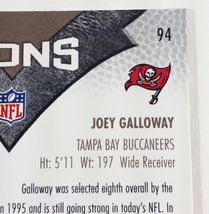 94
ONS
NFL
JOEY GALLOWAY
TAMPA BAY BUCCANEERS
Ht: 5'11 Wt: 197 Wide Receiver
Galloway was selected eighth overall by the
n 1995 and is still going strong in today's NFL. In